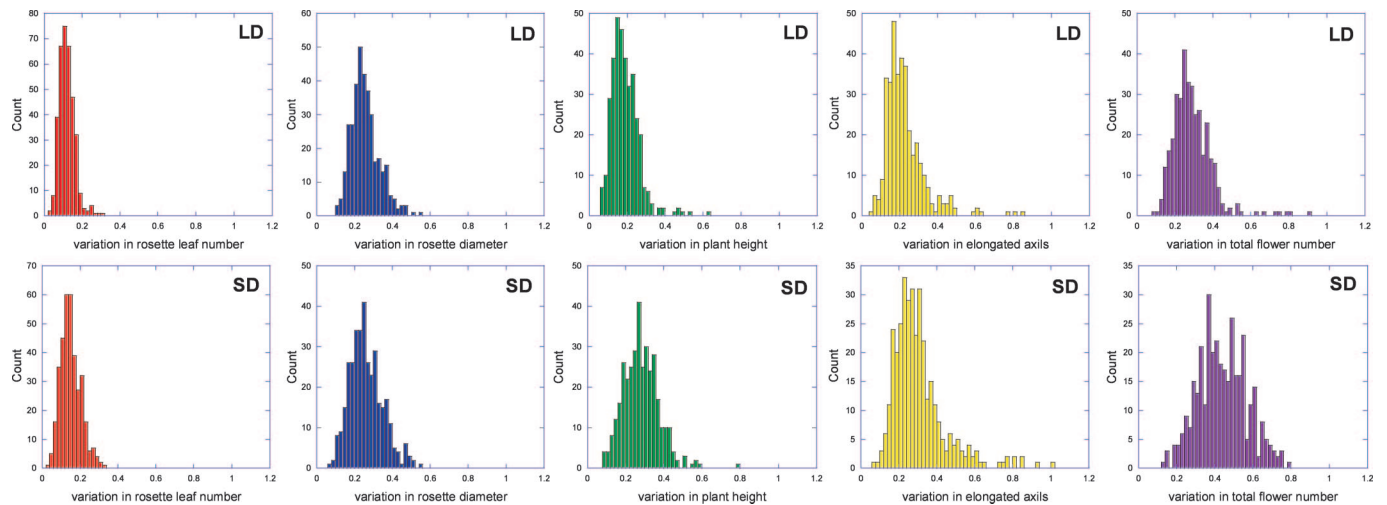 80
70
60
50
40
30
20
10
0
Count
LD
0 0.2 0.4 0.6 0.8 1 1.2
variation in rosette leaf number
60
50
40
30
20
10
0
Count
LD
0 0.2 0.4 0.6 0.8 1 1.2
variation in rosette diameter
50
40
30
20
10
0
Count
LD
0 0.2 0.4 0.6 0.8 1 1.2
variation in plant height
50
40
30
20
10
0
Count
LD
0 0.2 0.4 0.6 0.8 1 1.2
variation in elongated axils
50
40
30
20
10
0
Count
LD
0 0.2 0.4 0.6 0.8 1 1.2
variation in total flower number
70
60
50
40
30
20
10
0
Count
SD
0 0.2 0.4 0.6 0.8 1 1.2
variation in rosette leaf number
50
40
30
20
10
0
Count
SD
0 0.2 0.4 0.6 0.8 1 1.2
variation in rosette diameter
50
40
30
20
10
0
Count
SD
0 0.2 0.4 0.6 0.8 1 1.2
variation in plant height
35
30
25
20
15
10
5
0
Count
SD
0 0.2 0.4 0.6 0.8 1 1.2
variation in elongated axils
35
30
25
20
15
10
5
0
Count
SD
0 0.2 0.4 0.6 0.8 1 1.2
variation in total flower number